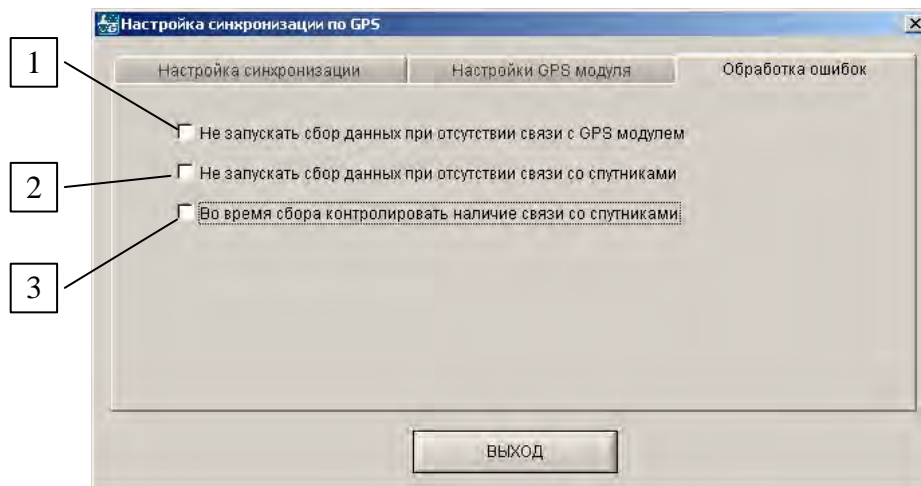 Настройка синхронизации по GPS
1
Настройка синхронизации
Настройки GPS модуля
Обработка ошибок
Не запускать сбор данных при отсутствии связи с GPS модулем
2
Не запускать сбор данных при отсутствии связи со спутниками
Во время сбора контролировать наличие связи со спутниками
3
ВЫХОД